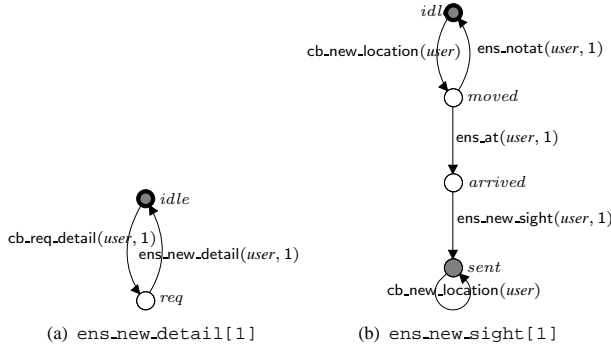 idl
cb_new_location(user)
ens_notat(user, 1)
moved
ens_at(user, 1)
arrived
ens_new_sight(user, 1)
sent
cb_new_location(user)
idle
cb_req_detail(user, 1)
ens_new_detail(user, 1)
req
(a) ens_new_detail[1]
(b) ens_new_sight[1]